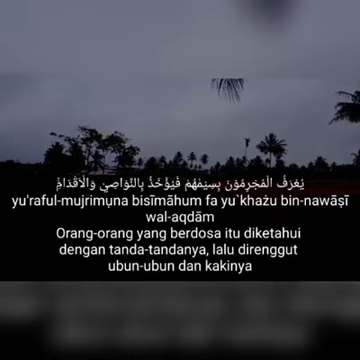 يُعْرَفُ الْمُجْرِمُوْنَ بِسِيْمٰهُمْ فَيُؤْخَذُ بِالنَّوَاصِيْ وَالْاَقْدَامِۚ
yu'raful-mujrimụna bisīmāhum fa yu`khażu bin-nawāṣī
wal-aqdām
Orang-orang yang berdosa itu diketahui
dengan tanda-tandanya, lalu direnggut
ubun-ubun dan kakinya